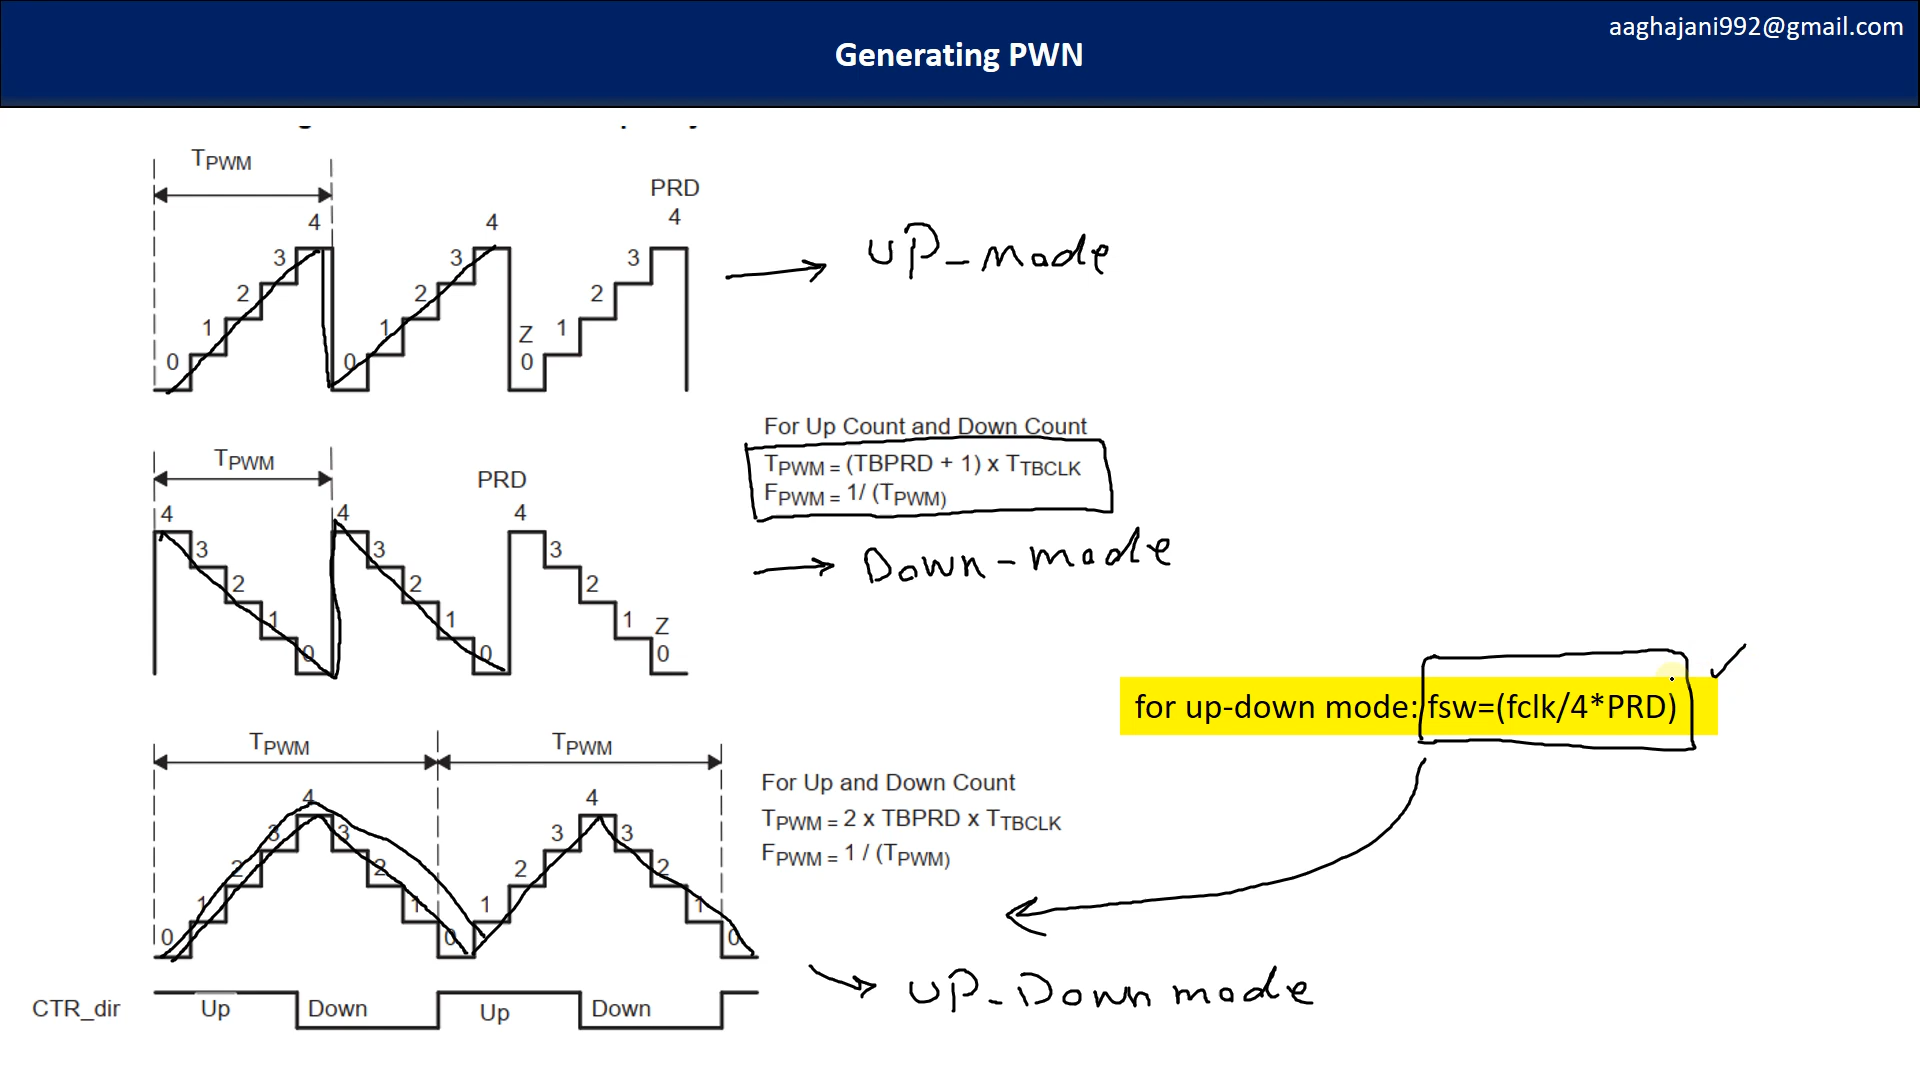 aaghajani992@gmail.com
Generating PWN
TPWM
PRD
4 4 4
3 3 3
2 2 2
1 1 Z 1
0 0 0
UP-mode
For Up Count and Down Count
TPWM = (TBPRD + 1) x TTBCLK
FPWM = 1/ (TPWM)
TPWM
PRD
4 4 4
3 3 3
2 2 2
1 1 1 Z
0 0 0
Down-mode
for up-down mode: fsw=(fclk/4*PRD)
TPWM TPWM
4 4
3 3 3 3
2 2 2 2
1 1 1 1
0 0 0
For Up and Down Count
TPWM = 2 x TBPRD x TTBCLK
FPWM = 1 / (TPWM)
UP-Down mode
CTR_dir Up Down Up Down